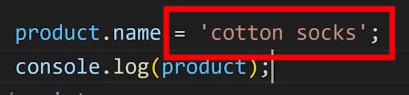 product.name = 'cotton socks';
console.log(product);